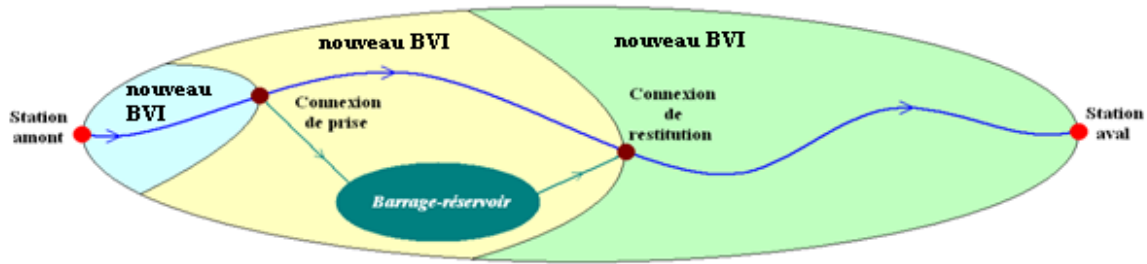 nouveau BVI
nouveau BVI
nouveau
BVI
Station
amont
Connexion
de prise
Connexion
de
restitution
Station
aval
Barrage-réservoir